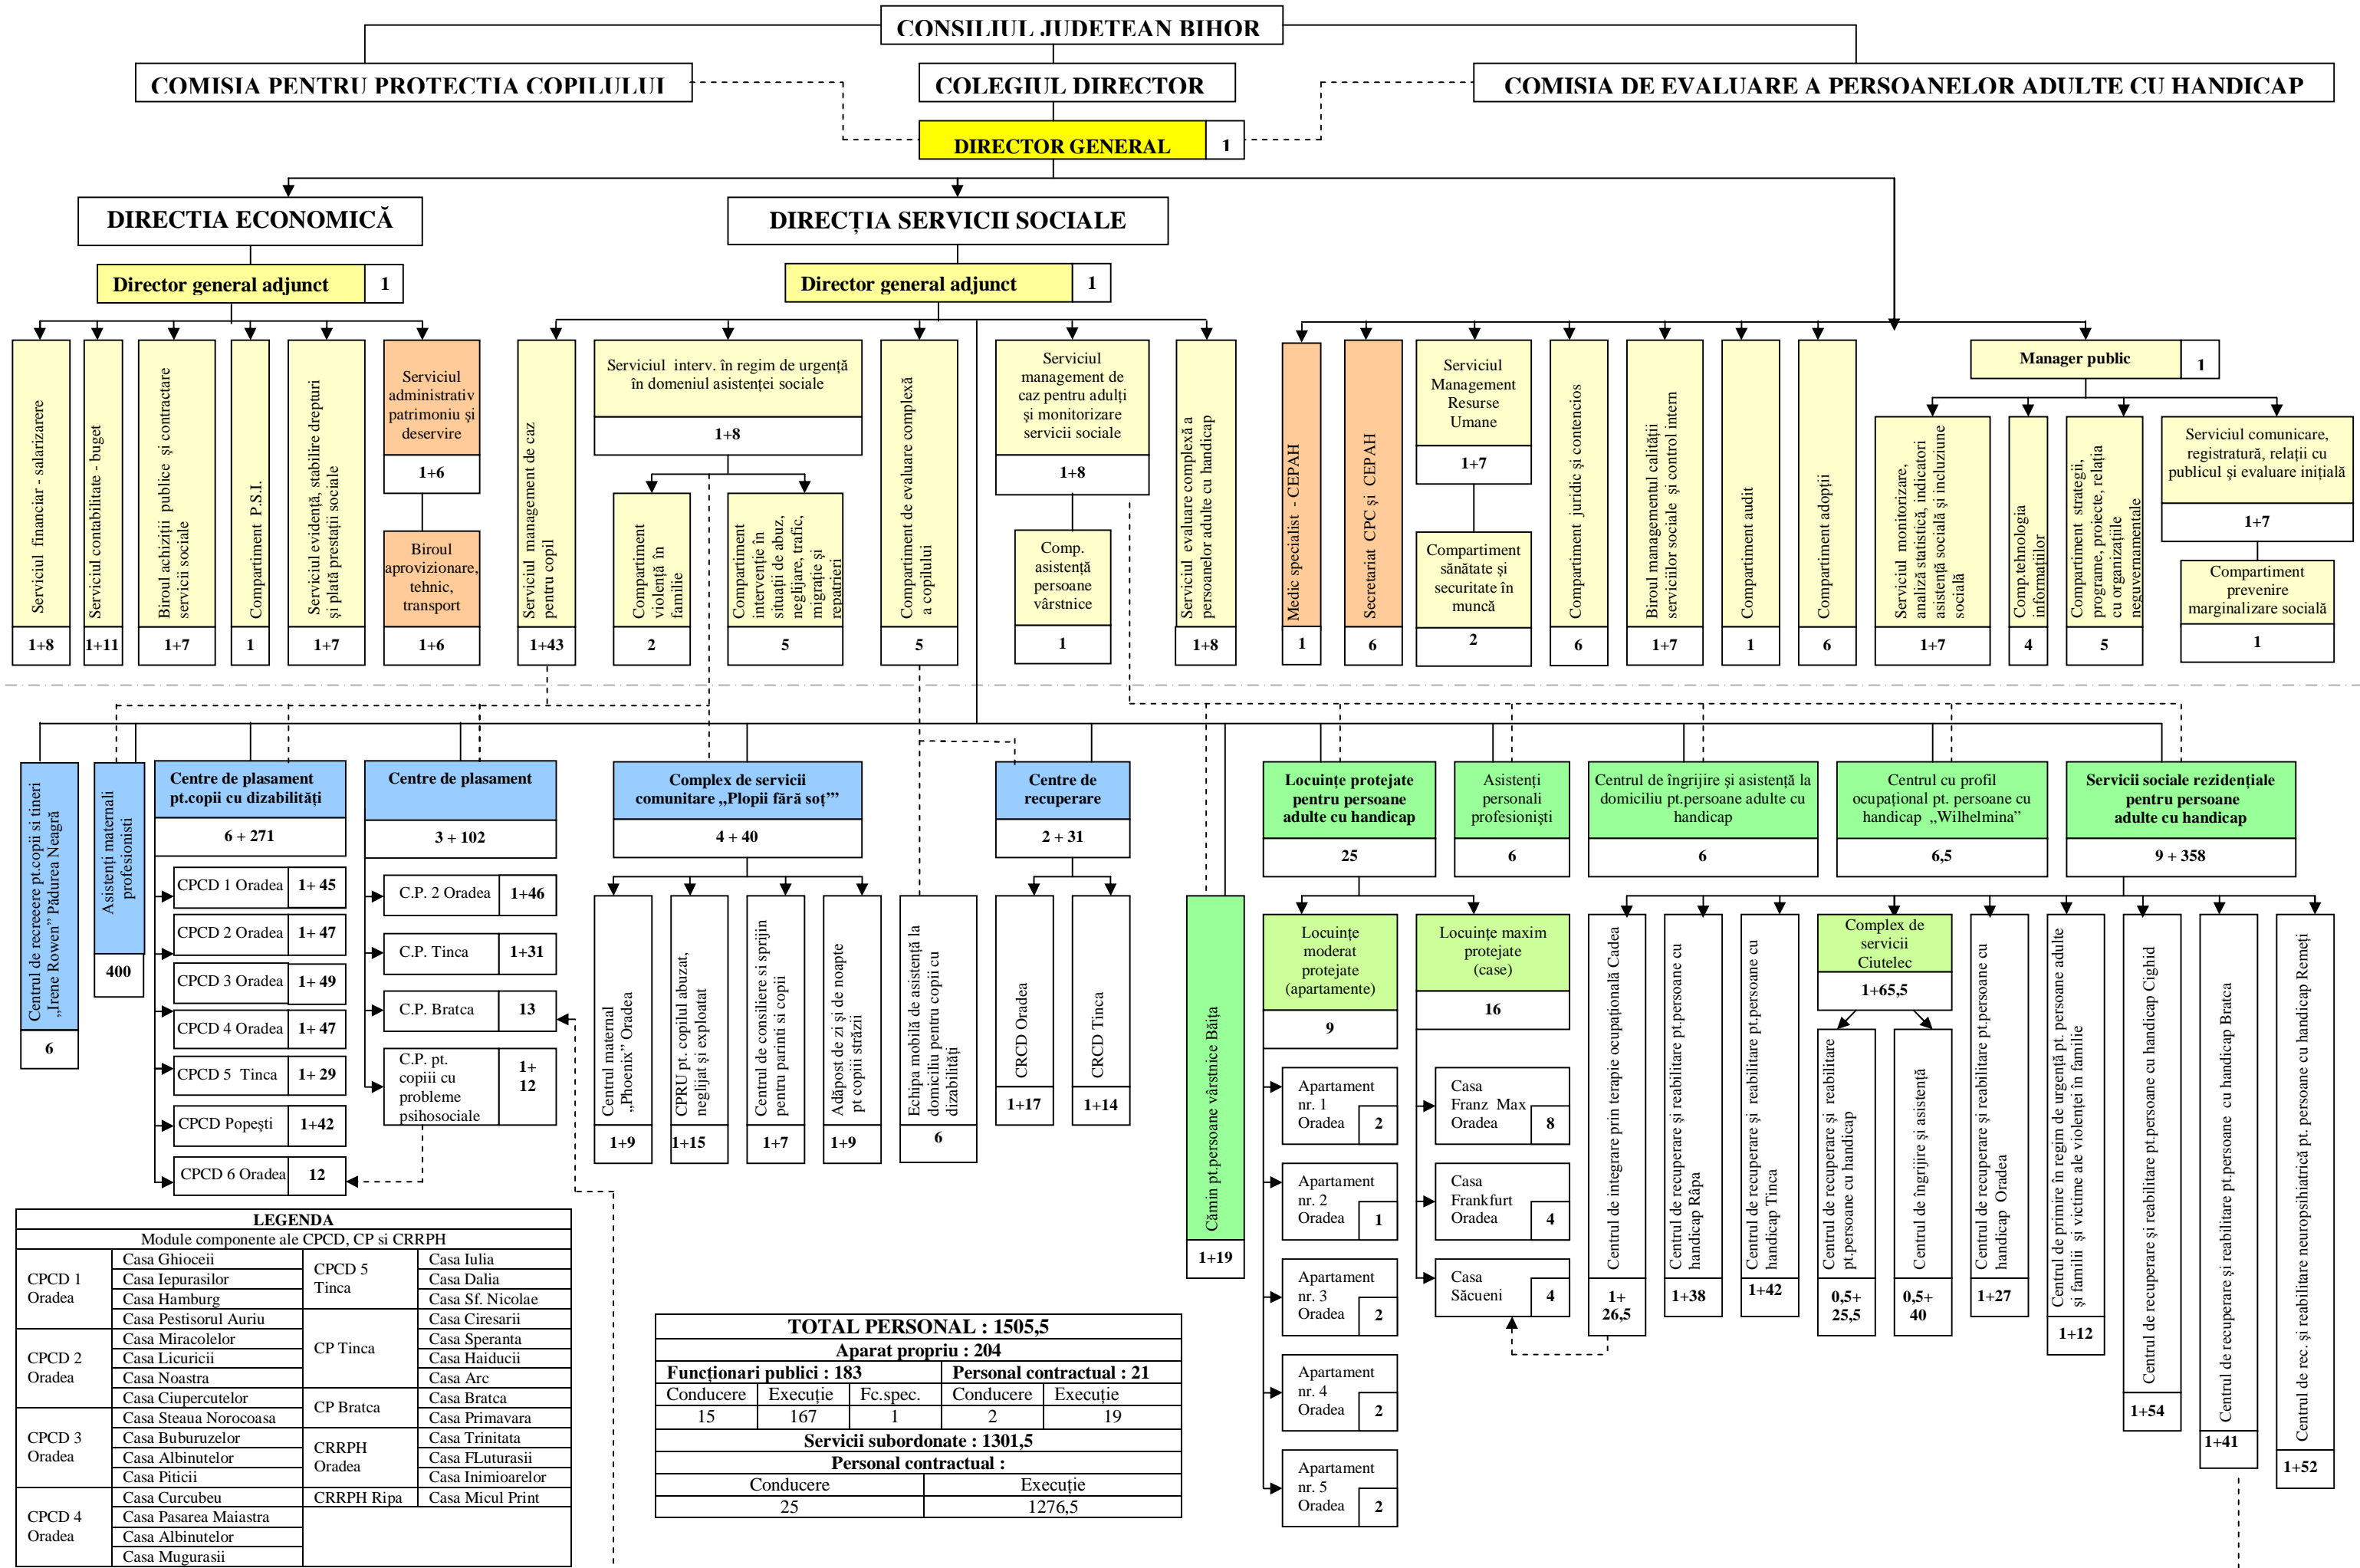 CONSILIUL JUDETEAN BIHOR
COMISIA PENTRU PROTECTIA COPILULUI
COLEGIUL DIRECTOR
COMISIA DE EVALUARE A PERSOANELOR ADULTE CU HANDICAP
DIRECTOR GENERAL
1
DIRECTIA ECONOMICĂ
DIRECȚIA SERVICII SOCIALE
Director general adjunct
1
Director general adjunct
1
Serviciul financiar - salarizarere
1+8
Serviciul contabilitate - buget
1+11
Biroul achiziții publice și contractare
servicii sociale
1+7
Compartiment P.S.I.
1
Serviciul evidență, stabilire drepturi
și plată prestații sociale
1+7
Serviciul
administrativ
patrimoniu și
deservire
1+6
Biroul
aprovizionare,
tehnic,
transport
1+6
Serviciul management de caz
pentru copil
1+43
Serviciul interv. în regim de urgență
în domeniul asistenței sociale
1+8
Compartiment
violență în
familie
2
Compartiment
intervenție în
situații de abuz,
neglijare, trafic,
migrație și
repatrieri
5
Compartiment de evaluare complexă
a copilului
5
Serviciul
management de
caz pentru adulți
și monitorizare
servicii sociale
1+8
Comp.
asistență
persoane
vârstnice
1
Serviciul evaluare complexă a
persoanelor adulte cu handicap
1+8
Medic specialist - CEPAH
1
Secretariat CPC și CEPAH
6
Serviciul
Management
Resurse
Umane
1+7
Compartiment
sănătate și
securitate în
muncă
2
Compartiment juridic și contencios
6
Biroul managementul calității
serviciilor sociale și control intern
1+7
Compartiment audit
1
Compartiment adopții
6
Manager public
1
Serviciul monitorizare,
analiză statistică, indicatori
asistență socială și incluziune
socială
1+7
Comp.tehnologia
informațiilor
4
Compartiment strategii,
programe, proiecte, relația
cu organizațiile
neguvernamentale
5
Serviciul comunicare,
registratură, relații cu
publicul și evaluare inițială
1+7
Compartiment
prevenire
marginalizare socială
1
Centrul de recreere pt.copii si tineri
„Irene Rowen” Pădurea Neagră
6
Asistenți maternali
profesionisti
400
Centre de plasament
pt.copii cu dizabilități
6 + 271
CPCD 1 Oradea
1+ 45
CPCD 2 Oradea
1+ 47
CPCD 3 Oradea
1+ 49
CPCD 4 Oradea
1+ 47
CPCD 5 Tinca
1+ 29
CPCD Popești
1+42
CPCD 6 Oradea
12
Centre de plasament
3 + 102
C.P. 2 Oradea
1+46
C.P. Tinca
1+31
C.P. Bratca
13
C.P. pt.
copiii cu
probleme
psihosociale
1+
12
Complex de servicii
comunitare „Plopii fără soț”’
4 + 40
Centrul maternal
„Phoenix” Oradea
1+9
CPRU pt. copilul abuzat,
neglijat și exploatat
1+15
Centrul de consiliere si sprijin
pentru parinti si copii
1+7
Adăpost de zi și de noapte
pt copiii străzii
1+9
Echipa mobilă de asistență la
domiciliu pentru copii cu
dizabilități
6
Centre de
recuperare
2 + 31
CRCD Oradea
1+17
CRCD Tinca
1+14
Cămin pt.persoane vârstnice Băița
1+19
Locuințe protejate
pentru persoane
adulte cu handicap
25
Locuințe
moderat
protejate
(apartamente)
9
Apartament
nr. 1
Oradea
2
Apartament
nr. 2
Oradea
1
Apartament
nr. 3
Oradea
2
Apartament
nr. 4
Oradea
2
Apartament
nr. 5
Oradea
2
Locuințe maxim
protejate
(case)
16
Casa
Franz Max
Oradea
8
Casa
Frankfurt
Oradea
4
Casa
Săcueni
4
Asistenți
personali
profesioniști
6
Centrul de îngrijire și asistență la
domiciliu pt.persoane adulte cu
handicap
6
Centrul cu profil
ocupațional pt. persoane cu
handicap „Wilhelmina”
6,5
Servicii sociale rezidențiale
pentru persoane
adulte cu handicap
9 + 358
Centrul de integrare prin terapie ocupațională Cadea
1+
26,5
Centrul de recuperare și reabilitare pt.persoane cu
handicap Râpa
1+38
Centrul de recuperare și reabilitare pt.persoane cu
handicap Tinca
1+42
Complex de
servicii
Ciutelec
1+65,5
Centrul de recuperare și reabilitare
pt.persoane cu handicap
0,5+
25,5
Centrul de îngrijire și asistență
0,5+
40
Centrul de recuperare și reabilitare pt.persoane cu
handicap Oradea
1+27
Centrul de primire în regim de urgență pt. persoane adulte
și familii și victime ale violenței în familie
1+12
Centrul de recuperare și reabilitare pt.persoane cu handicap Cighid
1+54
Centrul de recuperare și reabilitare pt.persoane cu handicap Bratca
1+41
Centrul de rec. și reabilitare neuropsihiatrică pt. persoane cu handicap Remeți
1+52
LEGENDA
Module componente ale CPCD, CP si CRRPH
CPCD 1
Oradea
Casa Ghioceii
Casa Iepurasilor
Casa Hamburg
Casa Pestisorul Auriu
CPCD 2
Oradea
Casa Miracolelor
Casa Licuricii
Casa Noastra
Casa Ciupercutelor
CPCD 3
Oradea
Casa Steaua Norocoasa
Casa Buburuzelor
Casa Albinutelor
Casa Piticii
CPCD 4
Oradea
Casa Curcubeu
Casa Pasarea Maiastra
Casa Albinutelor
Casa Mugurasii
CPCD 5
Tinca
Casa Iulia
Casa Dalia
Casa Sf. Nicolae
CP Tinca
Casa Ciresarii
Casa Speranta
Casa Haiducii
Casa Arc
CP Bratca
Casa Bratca
Casa Primavara
CRRPH
Oradea
Casa Trinitata
Casa FLuturasii
Casa Inimioarelor
CRRPH Ripa
Casa Micul Print
TOTAL PERSONAL : 1505,5
Aparat propriu : 204
Funcționari publici : 183
Personal contractual : 21
Conducere Execuție Fc.spec. Conducere Execuție
15 167 1 2 19
Servicii subordonate : 1301,5
Personal contractual :
Conducere Execuție
25 1276,5